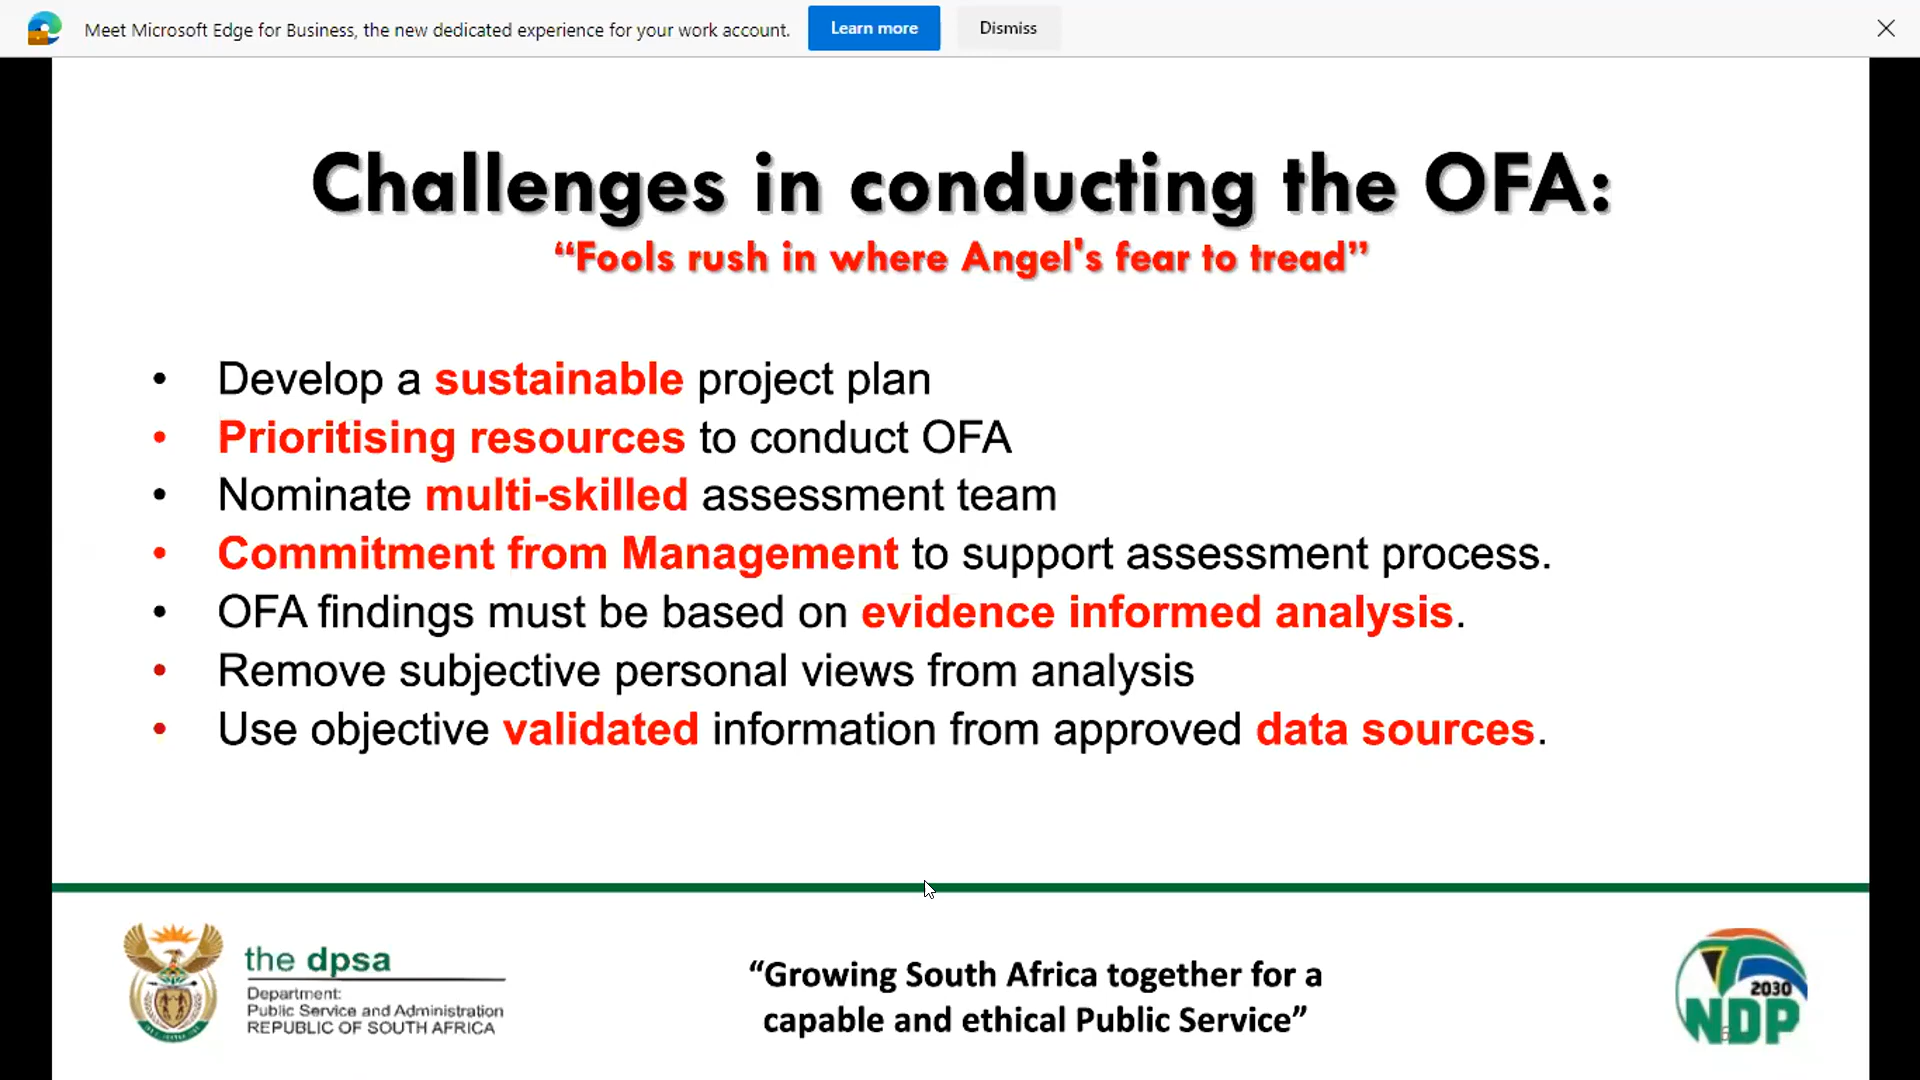 Meet Microsoft Edge for Business, the new dedicated experience for your work account.
Learn more
Dismiss
Challenges in conducting the OFA:
“Fools rush in where Angel's fear to tread”
• Develop a sustainable project plan
• Prioritising resources to conduct OFA
• Nominate multi-skilled assessment team
• Commitment from Management to support assessment process.
• OFA findings must be based on evidence informed analysis.
• Remove subjective personal views from analysis
• Use objective validated information from approved data sources.
the dpsa
Department:
Public Service and Administration
REPUBLIC OF SOUTH AFRICA
“Growing South Africa together for a
capable and ethical Public Service”
2030
NDP